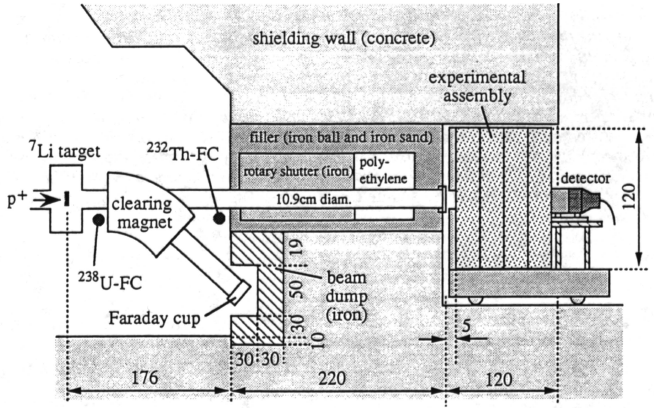 shielding wall (concrete)
experimental
assembly
filler (iron ball and iron sand)
⁷Li target
²³²Th-FC
rotary shutter (iron)
poly-
ethylene
detector
p+
clearing
magnet
10.9cm diam.
120
²³⁸U-FC
19
50
30
10
beam
dump
(iron)
Faraday cup
5
30
30
176
220
120